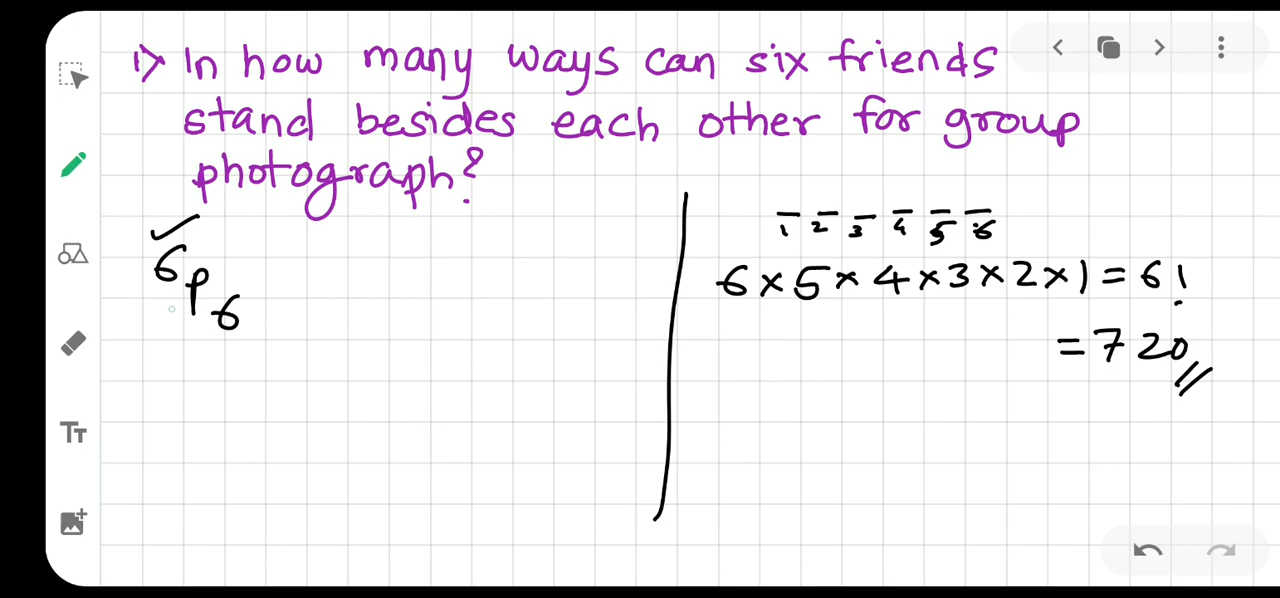 1> In how many ways can six friends
stand besides each other for group
photograph?
6P6
1 2 3 4 5 6
6 × 5 × 4 × 3 × 2 × 1 = 6!
= 720
TT